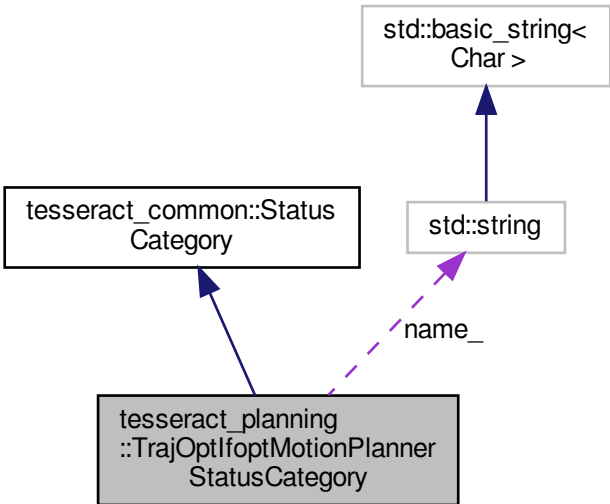 std::basic_string<
Char >
tesseract_common::Status
Category
std::string
name_
tesseract_planning
::TrajOptIfoptMotionPlanner
StatusCategory